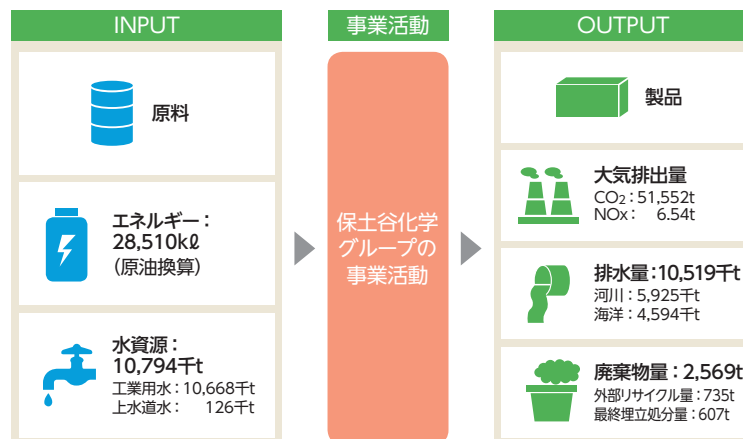 INPUT
原料
エネルギー：
28,510kℓ
（原油換算）
水資源：
10,794千t
工業用水：10,668千t
上水道水： 126千t
事業活動
保土谷化学
グループの
事業活動
OUTPUT
製品
大気排出量
CO2：51,552t
NOx： 6.54t
排水量：10,519千t
河川：5,925千t
海洋：4,594千t
廃棄物量：2,569t
外部リサイクル量：735t
最終埋立処分量：607t